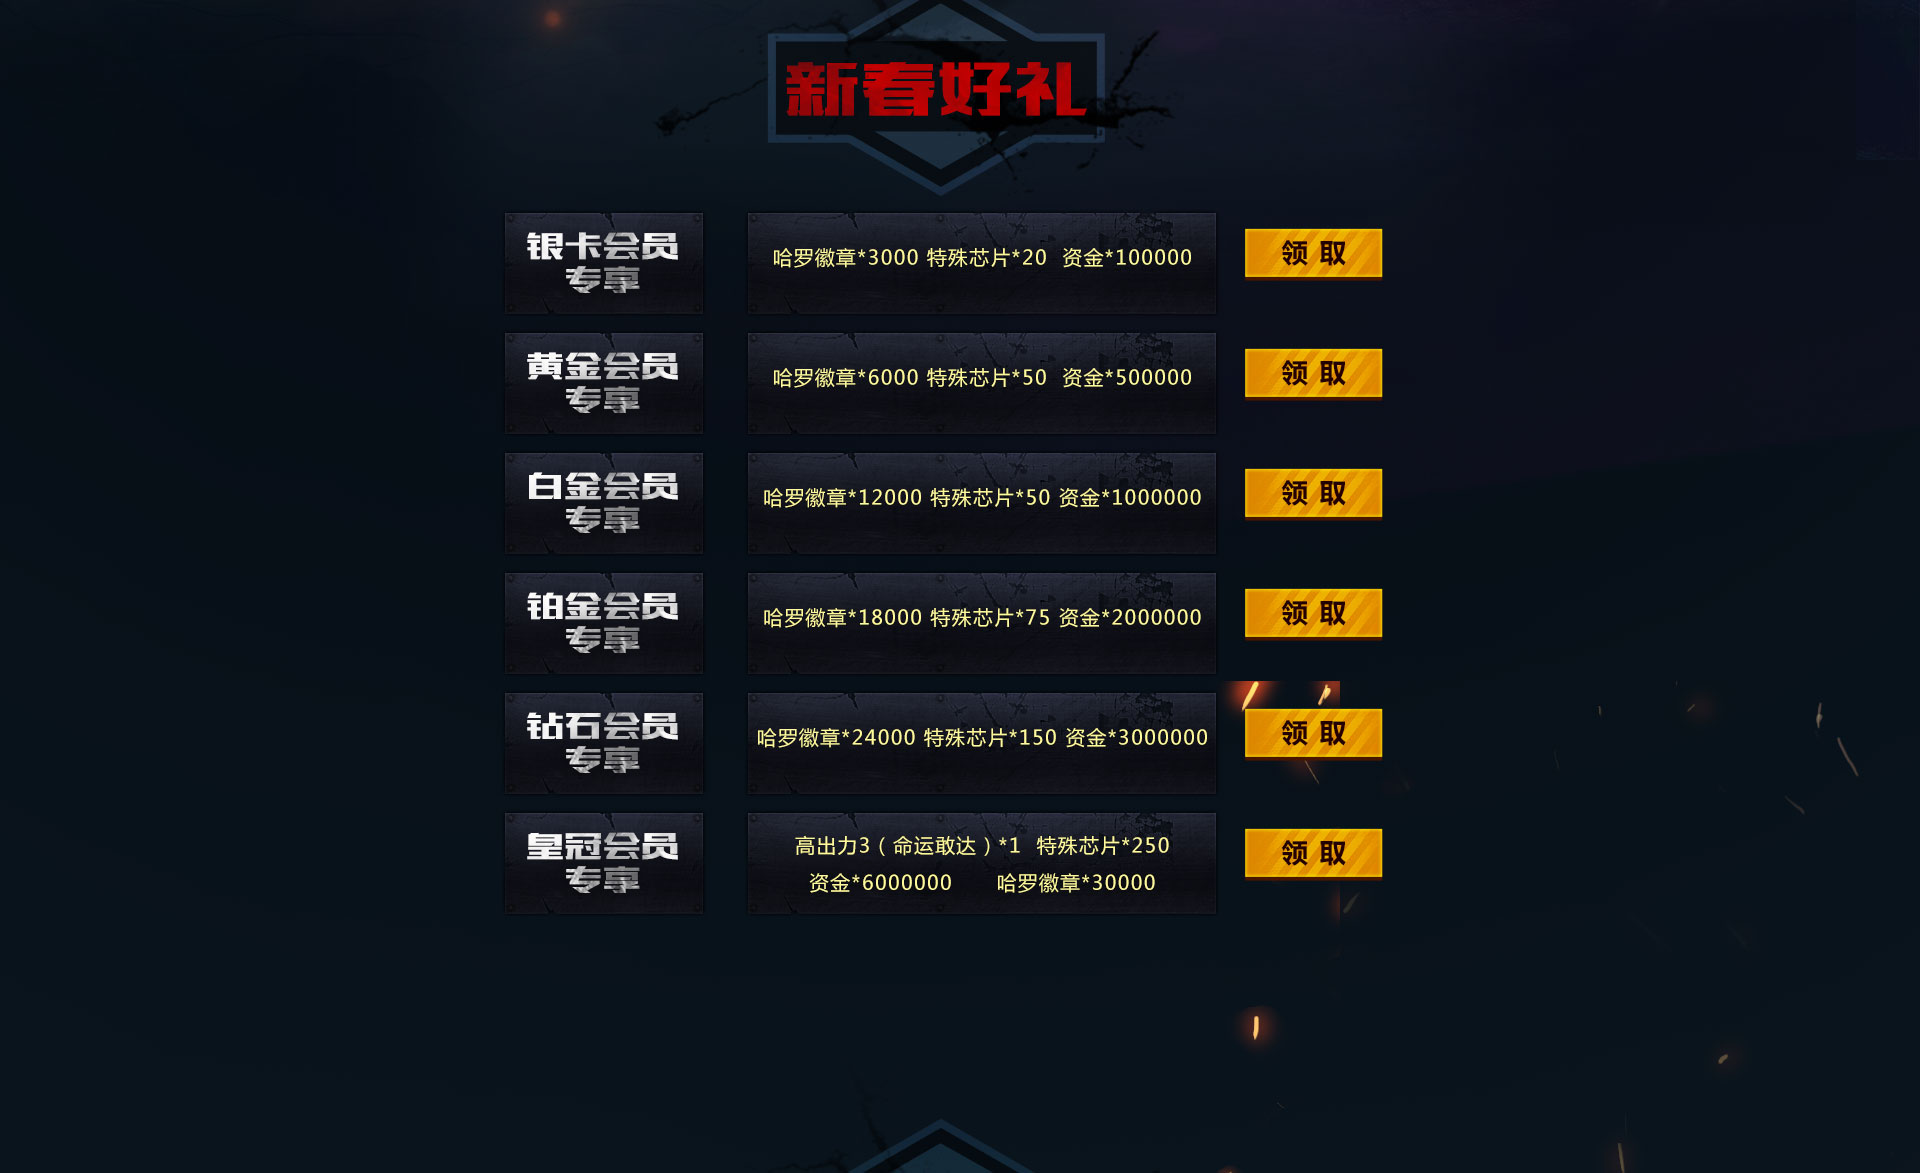 新春好礼
银卡会员
专享
哈罗徽章*3000 特殊芯片*20 资金*100000
领 取
黄金会员
专享
哈罗徽章*6000 特殊芯片*50 资金*500000
领 取
白金会员
专享
哈罗徽章*12000 特殊芯片*50 资金*1000000
领 取
铂金会员
专享
哈罗徽章*18000 特殊芯片*75 资金*2000000
领 取
钻石会员
专享
哈罗徽章*24000 特殊芯片*150 资金*3000000
领 取
皇冠会员
专享
高出力3（命运敢达）*1 特殊芯片*250
资金*6000000 哈罗徽章*30000
领 取